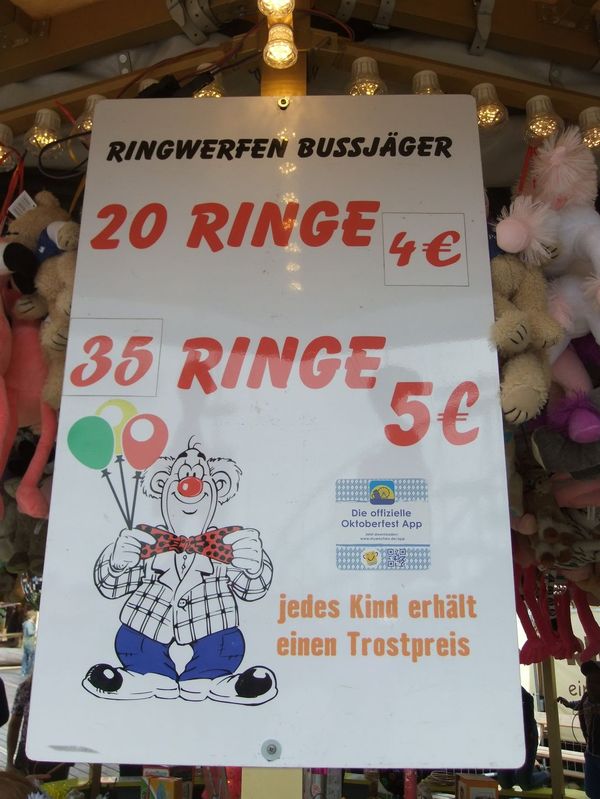 RINGWERFEN BUSSJÄGER
20 RINGE 4€
35 RINGE
5€
Die offizielle
Oktoberfest App
jedes Kind erhält
einen Trostpreis